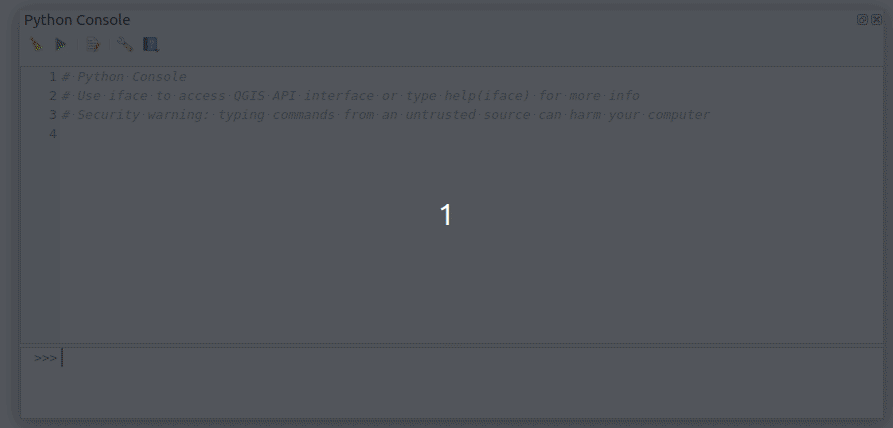 Python Console
1 # Python Console
2 # Use iface to access QGIS API interface or type help(iface) for more info
3 # Security warning: typing commands from an untrusted source can harm your computer
4
1
>>>